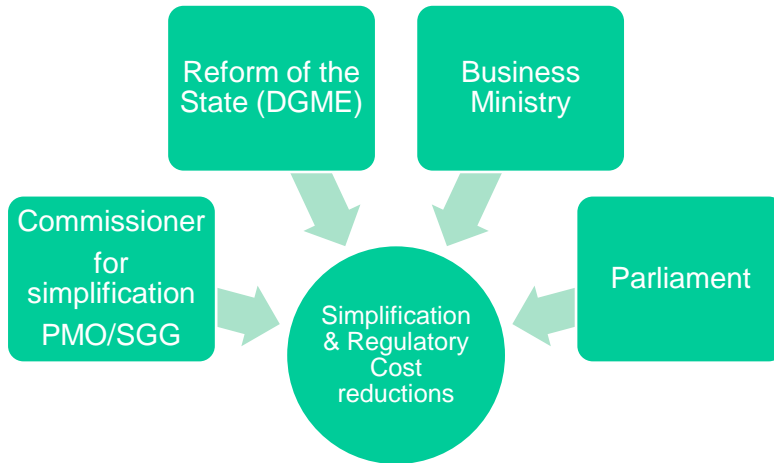 Reform of the
State (DGME)
Business
Ministry
Commissioner
for
simplification
PMO/SGG
Parliament
Simplification
& Regulatory
Cost
reductions